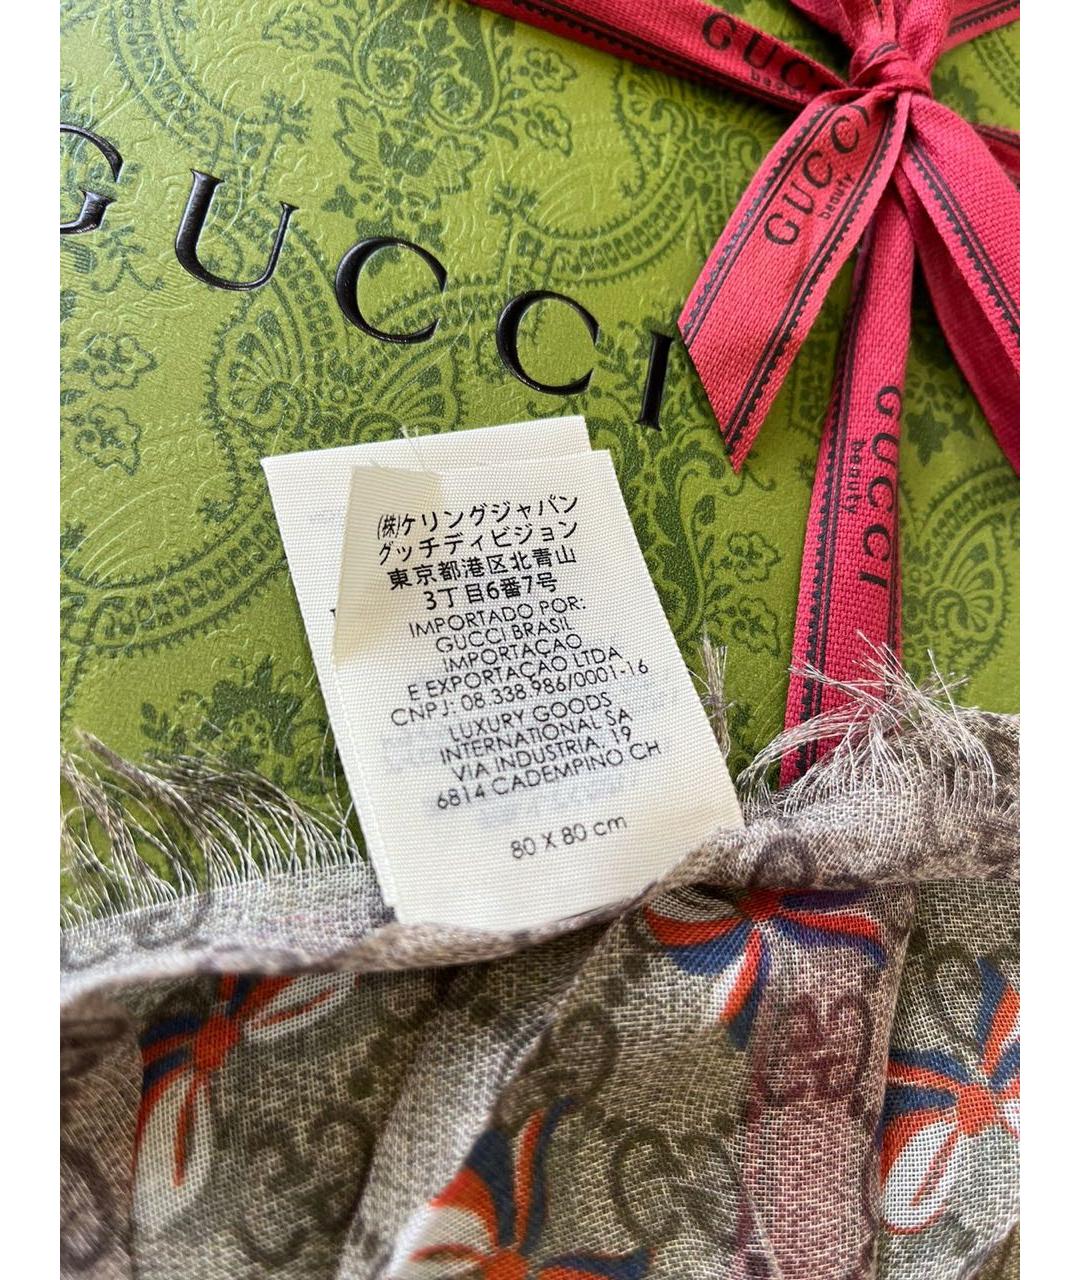 GUCCI
beauty
GUCCI
GUCCI
beauty
GUCCI
beauty
(株)ケリングジャパン
グッチディビジョン
東京都港区北青山
3丁目6番7号
IMPORTADO POR:
GUCCI BRASIL
IMPORTAÇAO
E EXPORTAÇAO LTDA
CNPJ: 08.338.986/0001-16
LUXURY GOODS
INTERNATIONAL SA
VIA INDUSTRIA, 19
6814 CADEMPINO CH
80 X 80 cm